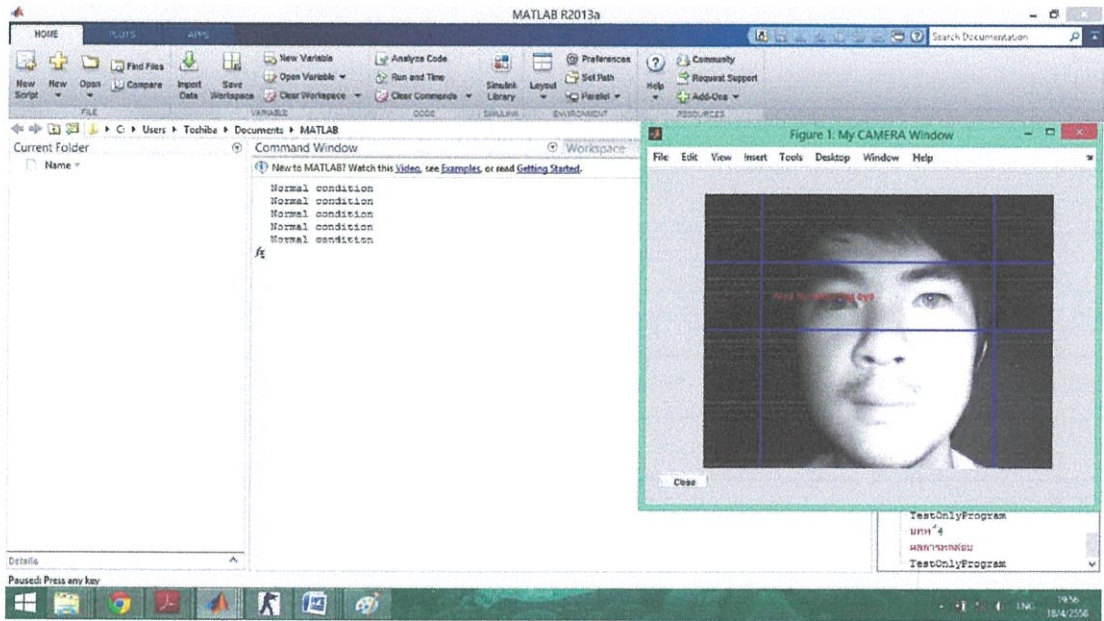 MATLAB R2013a
HOME PLOTS APPS
Search Documentation
New Script
New
Open
Find Files
Compare
Import Data
Save Workspace
New Variable
Open Variable
Clear Workspace
Analyze Code
Run and Time
Clear Commands
Simulink Library
Layout
Preferences
Set Path
Parallel
Help
Community
Request Support
Add-Ons
FILE VARIABLE CODE SIMULINK ENVIRONMENT RESOURCES
C: Users Toshiba Documents MATLAB
Current Folder
Name
Command Window
Workspace
New to MATLAB? Watch this Video, see Examples, or read Getting Started.
Normal condition
Normal condition
Normal condition
Normal condition
Normal condition
fx
Figure 1: My CAMERA Window
File Edit View Insert Tools Desktop Window Help
eye
Close
TestOnlyProgram
ผลการทดสอบ
TestOnlyProgram
Details
Paused: Press any key
ENG
19:56
18/4/2556